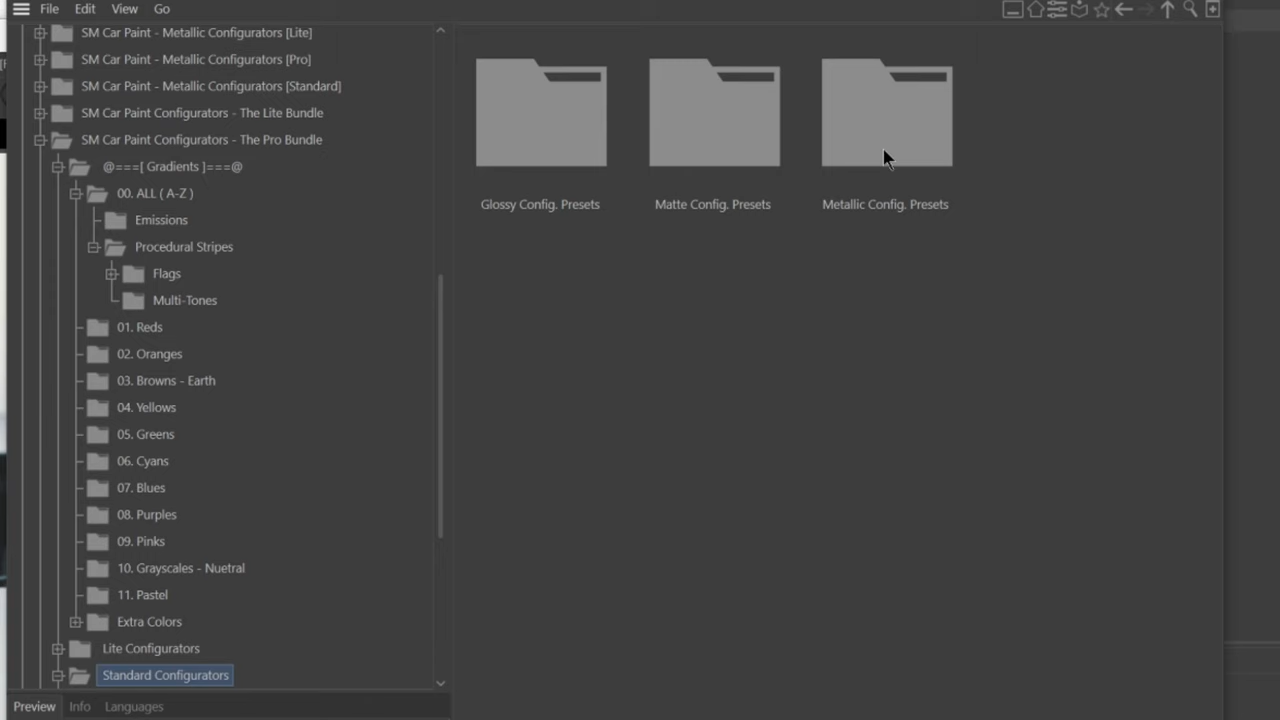 File Edit View Go
SM Car Paint - Metallic Configurators [Lite]
SM Car Paint - Metallic Configurators [Pro]
SM Car Paint - Metallic Configurators [Standard]
SM Car Paint Configurators - The Lite Bundle
SM Car Paint Configurators - The Pro Bundle
@===[ Gradients ]===@
00. ALL ( A-Z )
Emissions
Procedural Stripes
Flags
Multi-Tones
01. Reds
02. Oranges
03. Browns - Earth
04. Yellows
05. Greens
06. Cyans
07. Blues
08. Purples
09. Pinks
10. Grayscales - Nuetral
11. Pastel
Extra Colors
Lite Configurators
Standard Configurators
Preview Info Languages
Glossy Config. Presets
Matte Config. Presets
Metallic Config. Presets